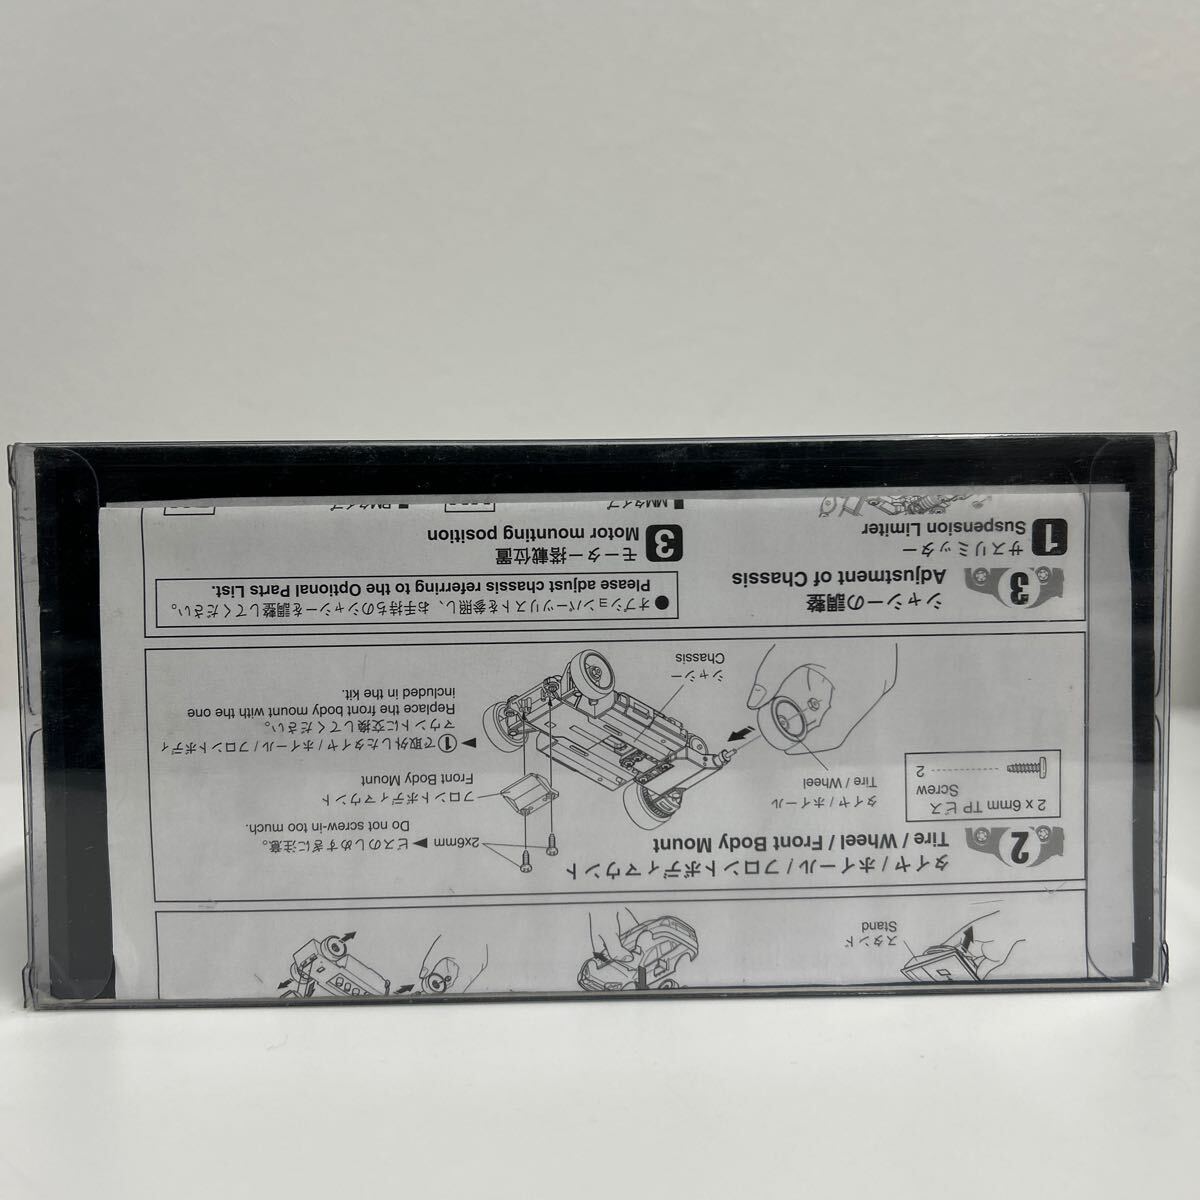 スタンド
Stand
2
タイヤ / ホイール / フロントボディマウント
Tire / Wheel / Front Body Mount
2 x 6mm TP ビス
Screw
2
タイヤ / ホイール
Tire / Wheel
シャシー
Chassis
2x6mm
ビスのしめすぎに注意。
Do not screw-in too much.
フロントボディマウント
Front Body Mount
①で取外したタイヤ / ホイール / フロントボディ
マウントに交換してください。
Replace the front body mount with the one
included in the kit.
3
シャシーの調整
Adjustment of Chassis
●オプションパーツリストを参照し、お手持ちのシャシーを調整してください。
Please adjust chassis referring to the Optional Parts List.
1
サスリミッター
Suspension Limiter
3
モーター搭載位置
Motor mounting position
■MMタイプ
■RMタイプ